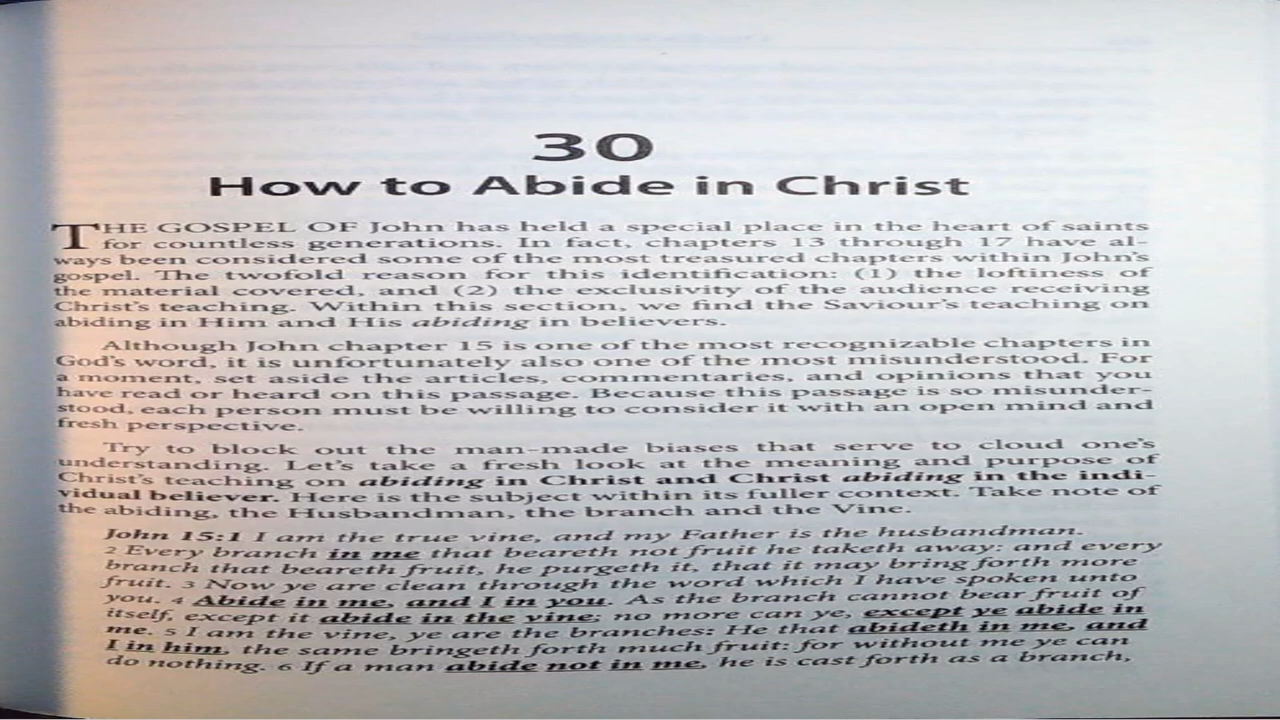 30
How to Abide in Christ
THE GOSPEL OF John has held a special place in the heart of saints
for countless generations. In fact, chapters 13 through 17 have al-
ways been considered some of the most treasured chapters within John's
gospel. The twofold reason for this identification: (1) the loftiness of
the material covered, and (2) the exclusivity of the audience receiving
Christ's teaching. Within this section, we find the Saviour's teaching on
abiding in Him and His abiding in believers.
Although John chapter 15 is one of the most recognizable chapters in
God's word, it is unfortunately also one of the most misunderstood. For
a moment, set aside the articles, commentaries, and opinions that you
have read or heard on this passage. Because this passage is so misunder-
stood, each person must be willing to consider it with an open mind and
fresh perspective.
Try to block out the man-made biases that serve to cloud one's
understanding. Let's take a fresh look at the meaning and purpose of
Christ's teaching on abiding in Christ and Christ abiding in the indi-
vidual believer. Here is the subject within its fuller context. Take note of
the abiding, the Husbandman, the branch and the Vine.
John 15:1 I am the true vine, and my Father is the husbandman.
2 Every branch in me that beareth not fruit he taketh away: and every
branch that beareth fruit, he purgeth it, that it may bring forth more
fruit. 3 Now ye are clean through the word which I have spoken unto
you. 4 Abide in me, and I in you. As the branch cannot bear fruit of
itself, except it abide in the vine; no more can ye, except ye abide in
me. 5 I am the vine, ye are the branches: He that abideth in me, and
I in him, the same bringeth forth much fruit: for without me ye can
do nothing. 6 If a man abide not in me, he is cast forth as a branch,